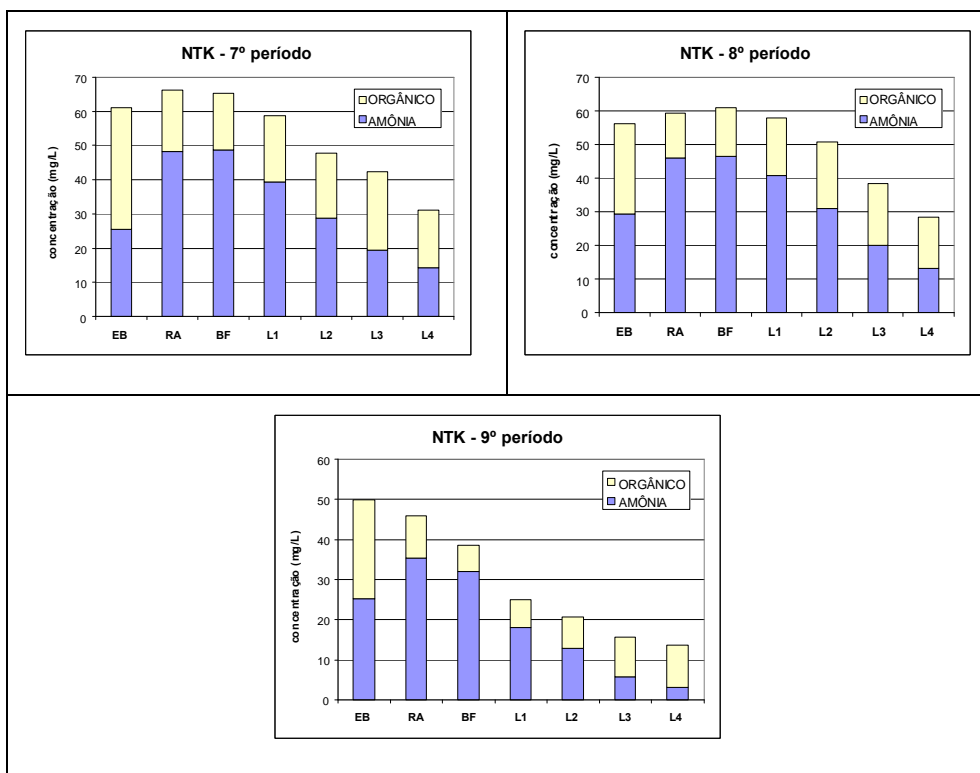 NTK - 7º período
concentração (mg/L)
70
60
50
40
30
20
10
0
ORGÂNICO
AMÔNIA
EB RA BF L1 L2 L3 L4
NTK - 8º período
concentração (mg/L)
70
60
50
40
30
20
10
0
ORGÂNICO
AMÔNIA
EB RA BF L1 L2 L3 L4
NTK - 9º período
concentração (mg/L)
60
50
40
30
20
10
0
ORGÂNICO
AMÔNIA
EB RA BF L1 L2 L3 L4